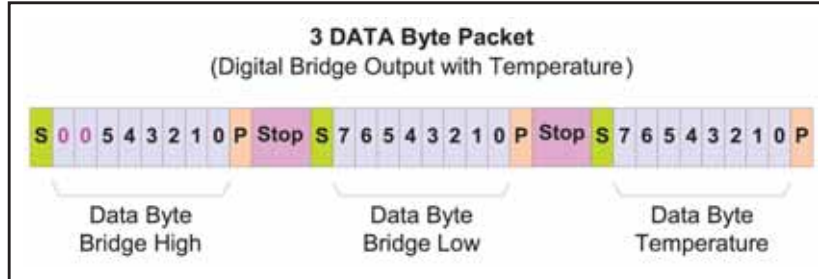 3 DATA Byte Packet
(Digital Bridge Output with Temperature)
S 0 0 5 4 3 2 1 0 P Stop S 7 6 5 4 3 2 1 0 P Stop S 7 6 5 4 3 2 1 0 P
Data Byte Data Byte Data Byte
Bridge High Bridge Low Temperature